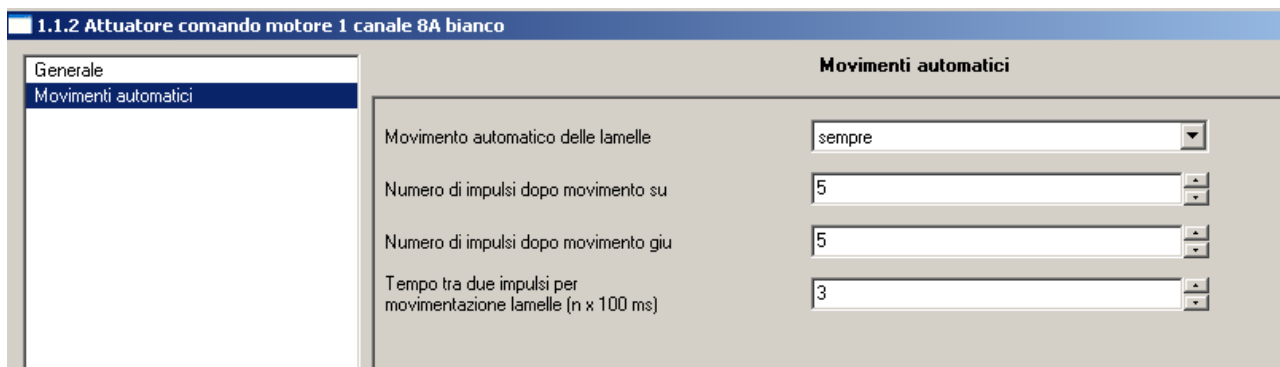 1.1.2 Attuatore comando motore 1 canale 8A bianco
Generale
Movimenti automatici
Movimenti automatici
Movimento automatico delle lamelle
sempre
Numero di impulsi dopo movimento su
5
Numero di impulsi dopo movimento giu
5
Tempo tra due impulsi per
movimentazione lamelle (n x 100 ms)
3